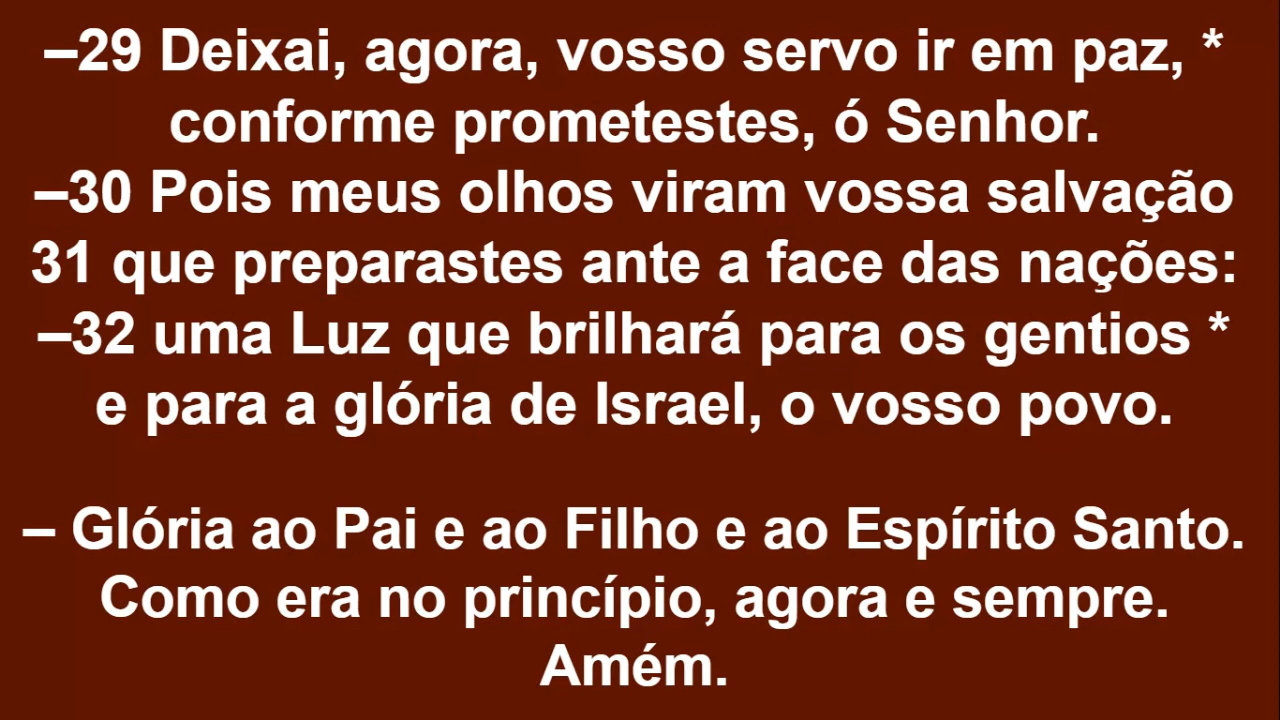 –29 Deixai, agora, vosso servo ir em paz, *
conforme prometestes, ó Senhor.
–30 Pois meus olhos viram vossa salvação
31 que preparastes ante a face das nações:
–32 uma Luz que brilhará para os gentios *
e para a glória de Israel, o vosso povo.
– Glória ao Pai e ao Filho e ao Espírito Santo.
Como era no princípio, agora e sempre.
Amém.